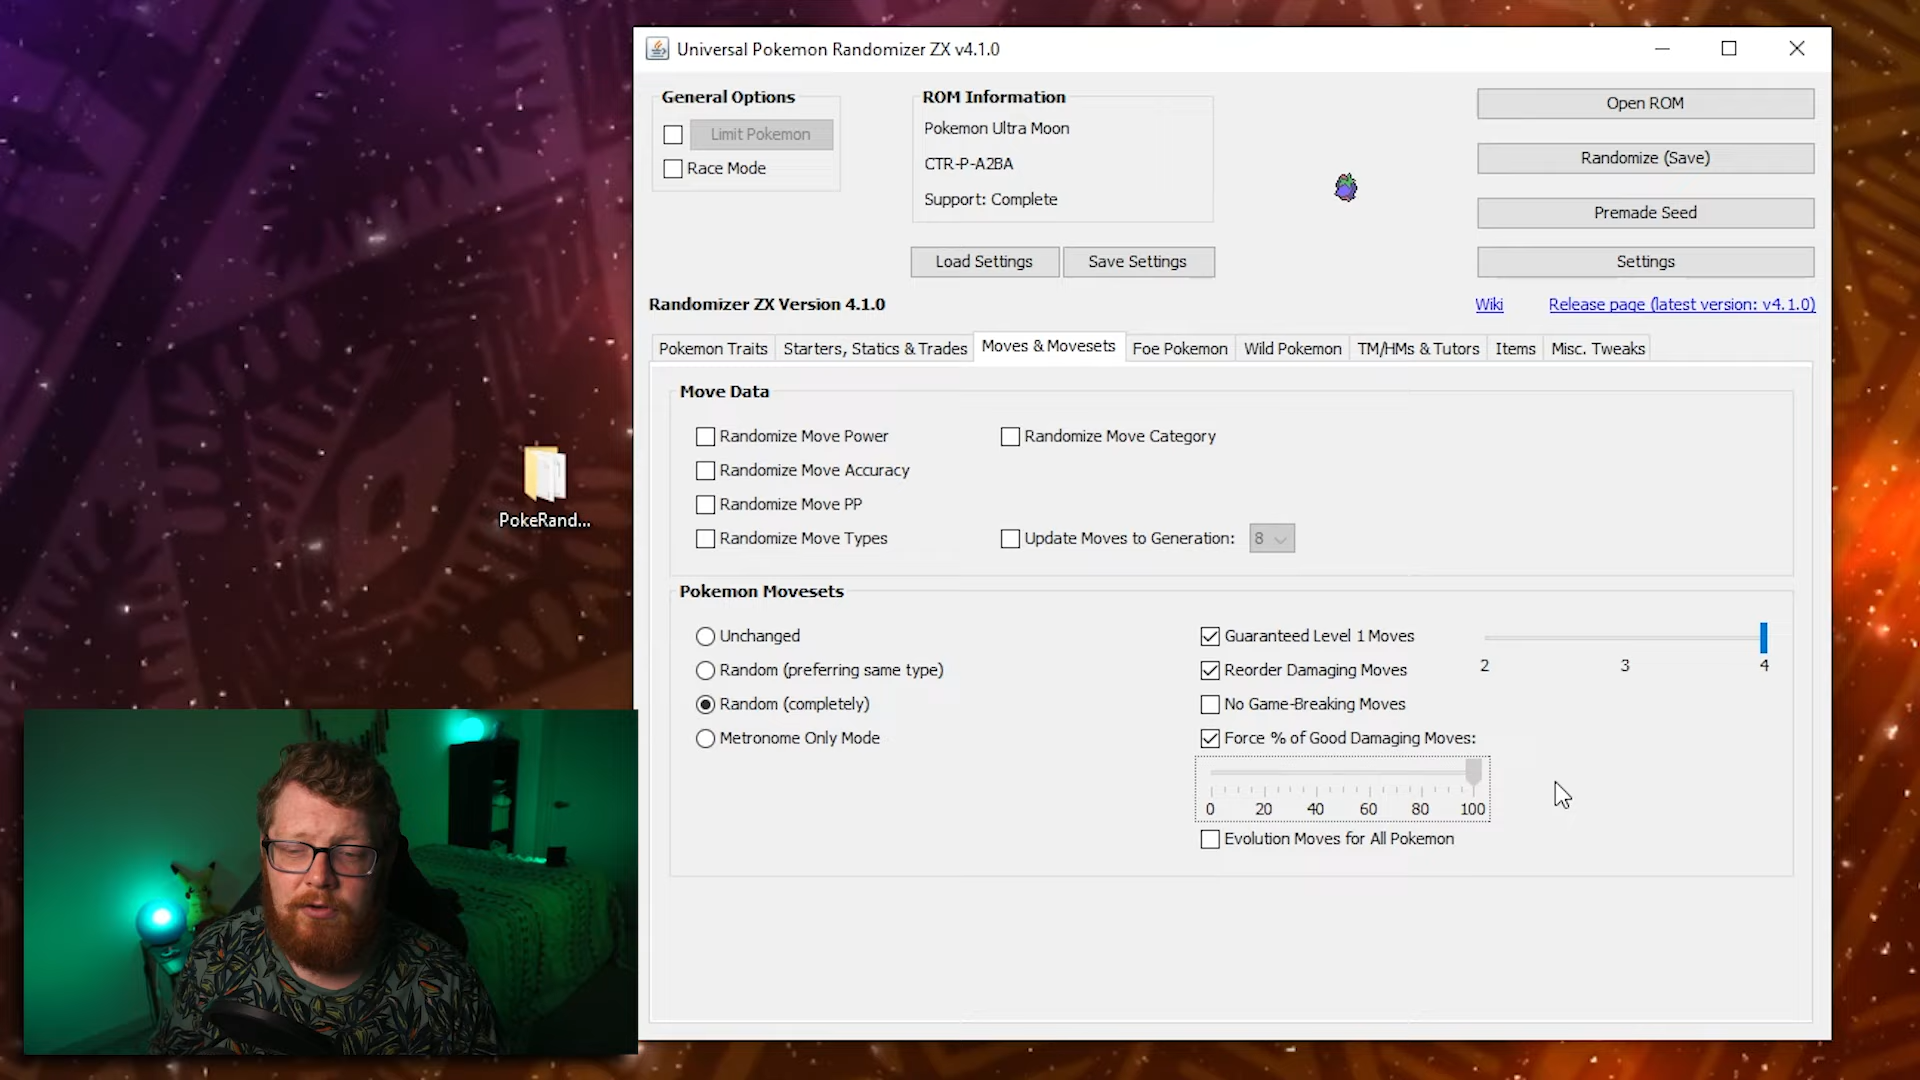 Universal Pokemon Randomizer ZX v4.1.0
General Options
Limit Pokemon
Race Mode
ROM Information
Pokemon Ultra Moon
CTR-P-A2BA
Support: Complete
Open ROM
Randomize (Save)
Premade Seed
Settings
Load Settings
Save Settings
Randomizer ZX Version 4.1.0
Wiki
Release page (latest version: v4.1.0)
Pokemon Traits
Starters, Statics & Trades
Moves & Movesets
Foe Pokemon
Wild Pokemon
TM/HMs & Tutors
Items
Misc. Tweaks
Move Data
Randomize Move Power
Randomize Move Category
Randomize Move Accuracy
Randomize Move PP
Randomize Move Types
Update Moves to Generation: 8
PokeRand...
Pokemon Movesets
Unchanged
Random (preferring same type)
Random (completely)
Metronome Only Mode
Guaranteed Level 1 Moves
2 3 4
Reorder Damaging Moves
No Game-Breaking Moves
Force % of Good Damaging Moves:
0 20 40 60 80 100
Evolution Moves for All Pokemon